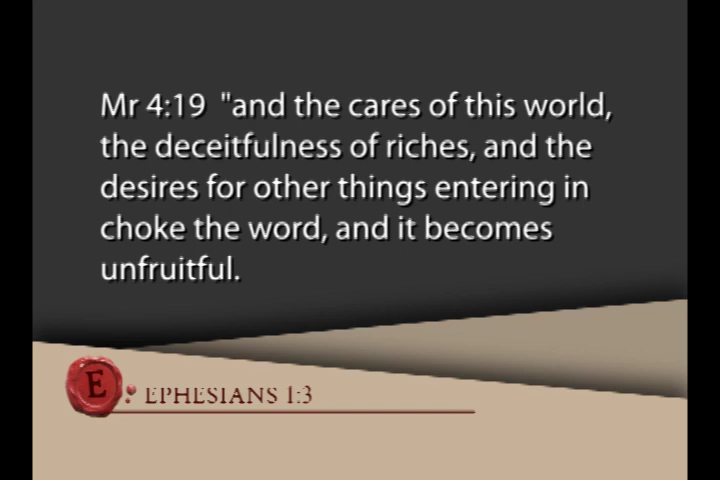 Mr 4:19  "and the cares of this world,
the deceitfulness of riches, and the
desires for other things entering in
choke the word, and it becomes
unfruitful.
E
EPHESIANS 1:3